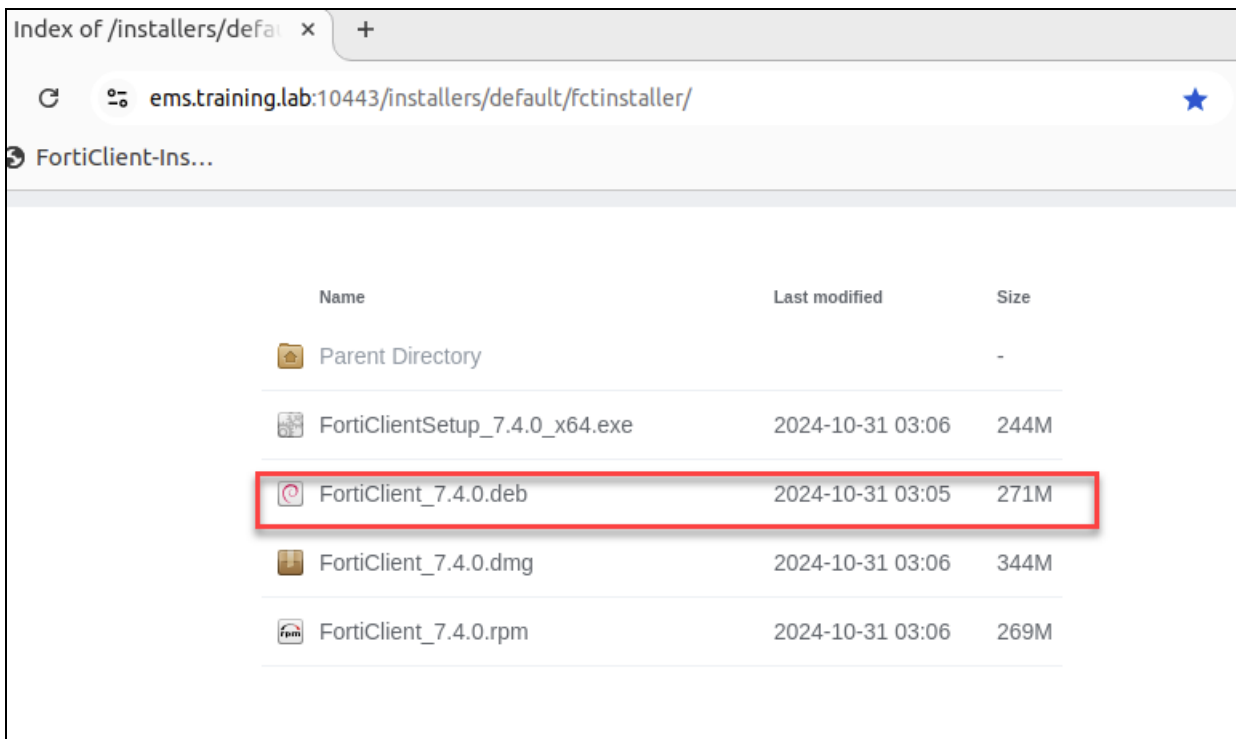 Index of /installers/defau
ems.training.lab:10443/installers/default/fctinstaller/
FortiClient-Ins...
Name Last modified Size
Parent Directory -
FortiClientSetup_7.4.0_x64.exe 2024-10-31 03:06 244M
FortiClient_7.4.0.deb 2024-10-31 03:05 271M
FortiClient_7.4.0.dmg 2024-10-31 03:06 344M
rpm FortiClient_7.4.0.rpm 2024-10-31 03:06 269M